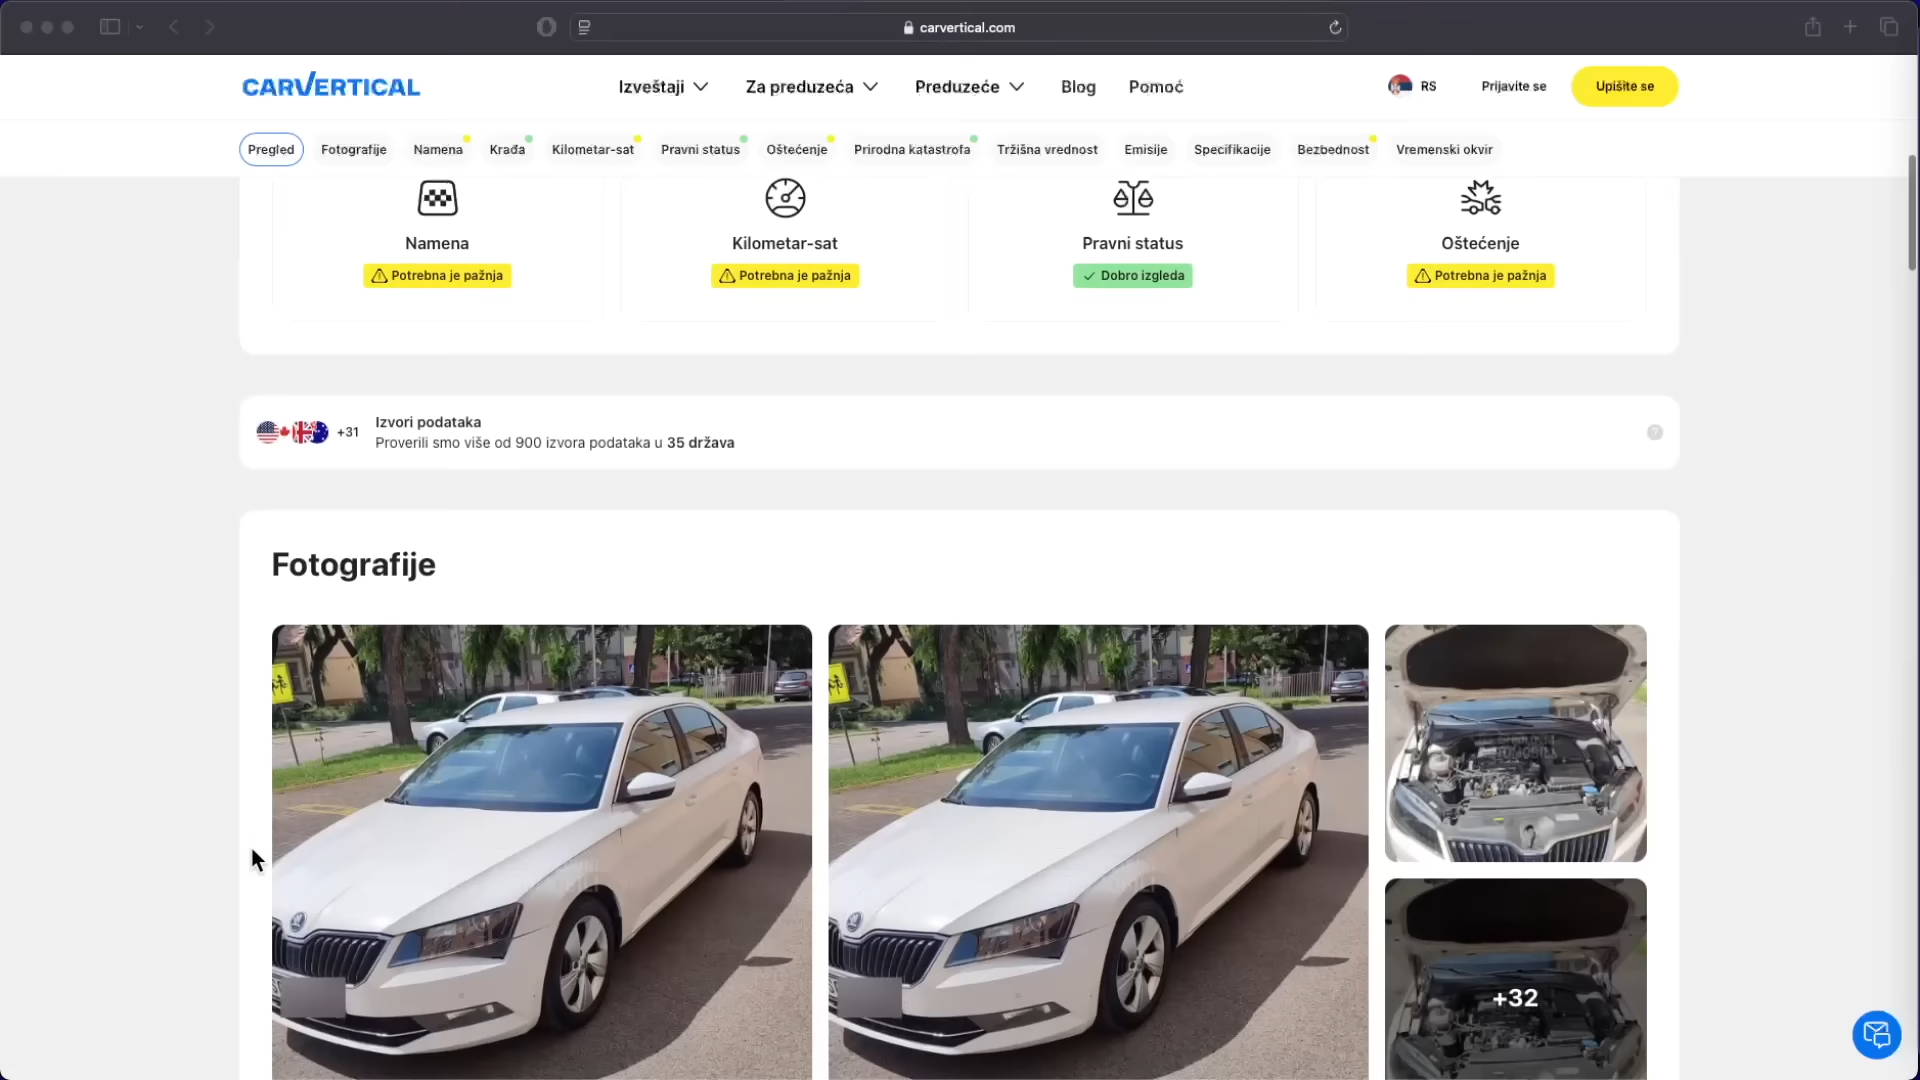 carvertical.com
CARVERTICAL
Izveštaji
Za preduzeća
Preduzeće
Blog
Pomoć
RS
Prijavite se
Upišite se
Pregled
Fotografije
Namena
Krađa
Kilometar-sat
Pravni status
Oštećenje
Prirodna katastrofa
Tržišna vrednost
Emisije
Specifikacije
Bezbednost
Vremenski okvir
Namena
Potrebna je pažnja
Kilometar-sat
Potrebna je pažnja
Pravni status
Dobro izgleda
Oštećenje
Potrebna je pažnja
+31
Izvori podataka
Proverili smo više od 900 izvora podataka u 35 država
?
Fotografije
+32